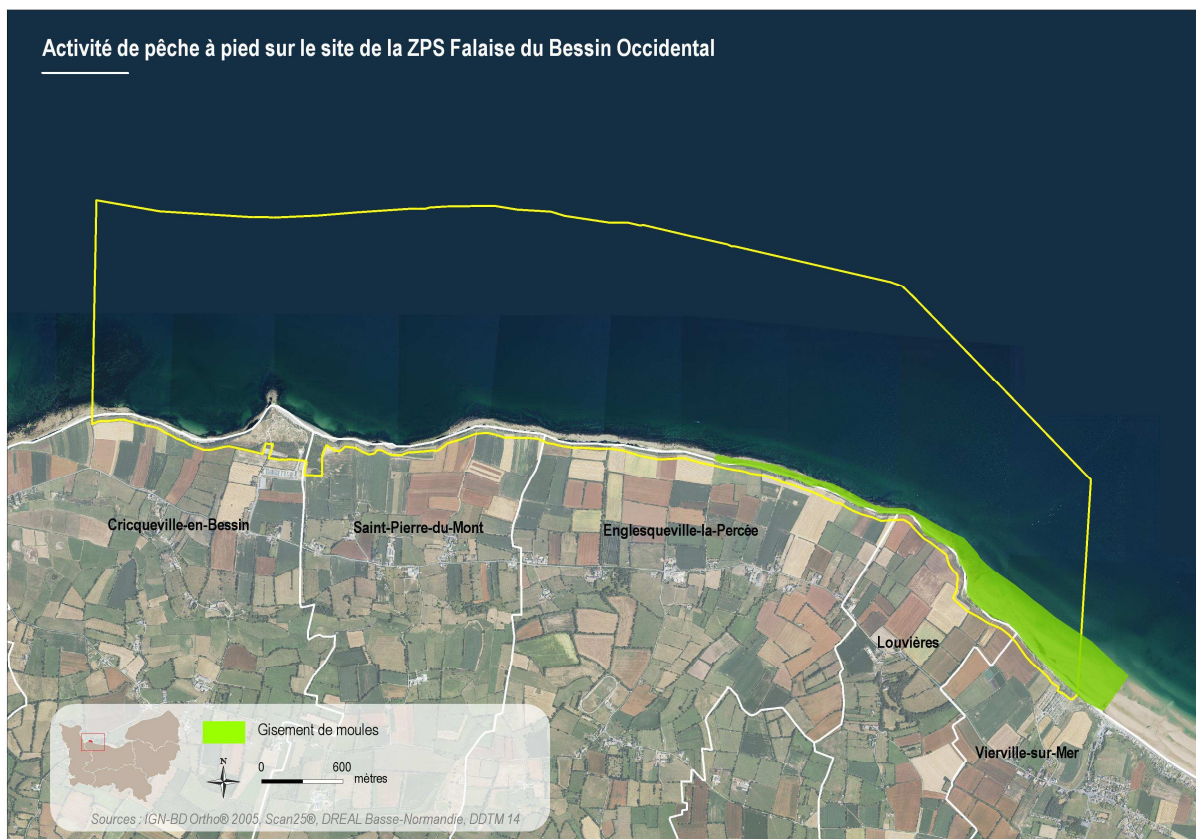 Activité de pêche à pied sur le site de la ZPS Falaise du Bessin Occidental
Cricqueville-en-Bessin
Saint-Pierre-du-Mont
Englesqueville-la-Percée
Louvières
Vierville-sur-Mer
Gisement de moules
N
0 600
mètres
Sources : IGN-BD Ortho® 2005, Scan25®, DREAL Basse-Normandie, DDTM 14